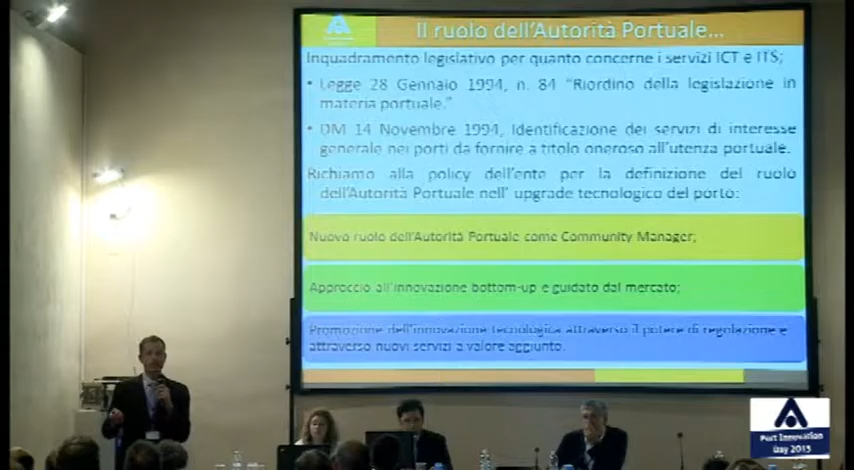 Il ruolo dell'Autorità Portuale...
Inquadramento legislativo per quanto concerne i servizi ICT e ITS;
• Legge 28 Gennaio 1994, n. 84 "Riordino della legislazione in
materia portuale."
• DM 14 Novembre 1994, Identificazione dei servizi di interesse
generale nei porti da fornire a titolo oneroso all'utenza portuale.
Richiamo alla policy dell'ente per la definizione del ruolo
dell'Autorità Portuale nell' upgrade tecnologico del porto:
Nuovo ruolo dell'Autorità Portuale come Community Manager;
Approccio all'innovazione bottom-up e guidato dal mercato;
Promozione dell'innovazione tecnologica attraverso il potere di regolazione e
attraverso nuovi servizi a valore aggiunto.
Port Innovation
Day 2015